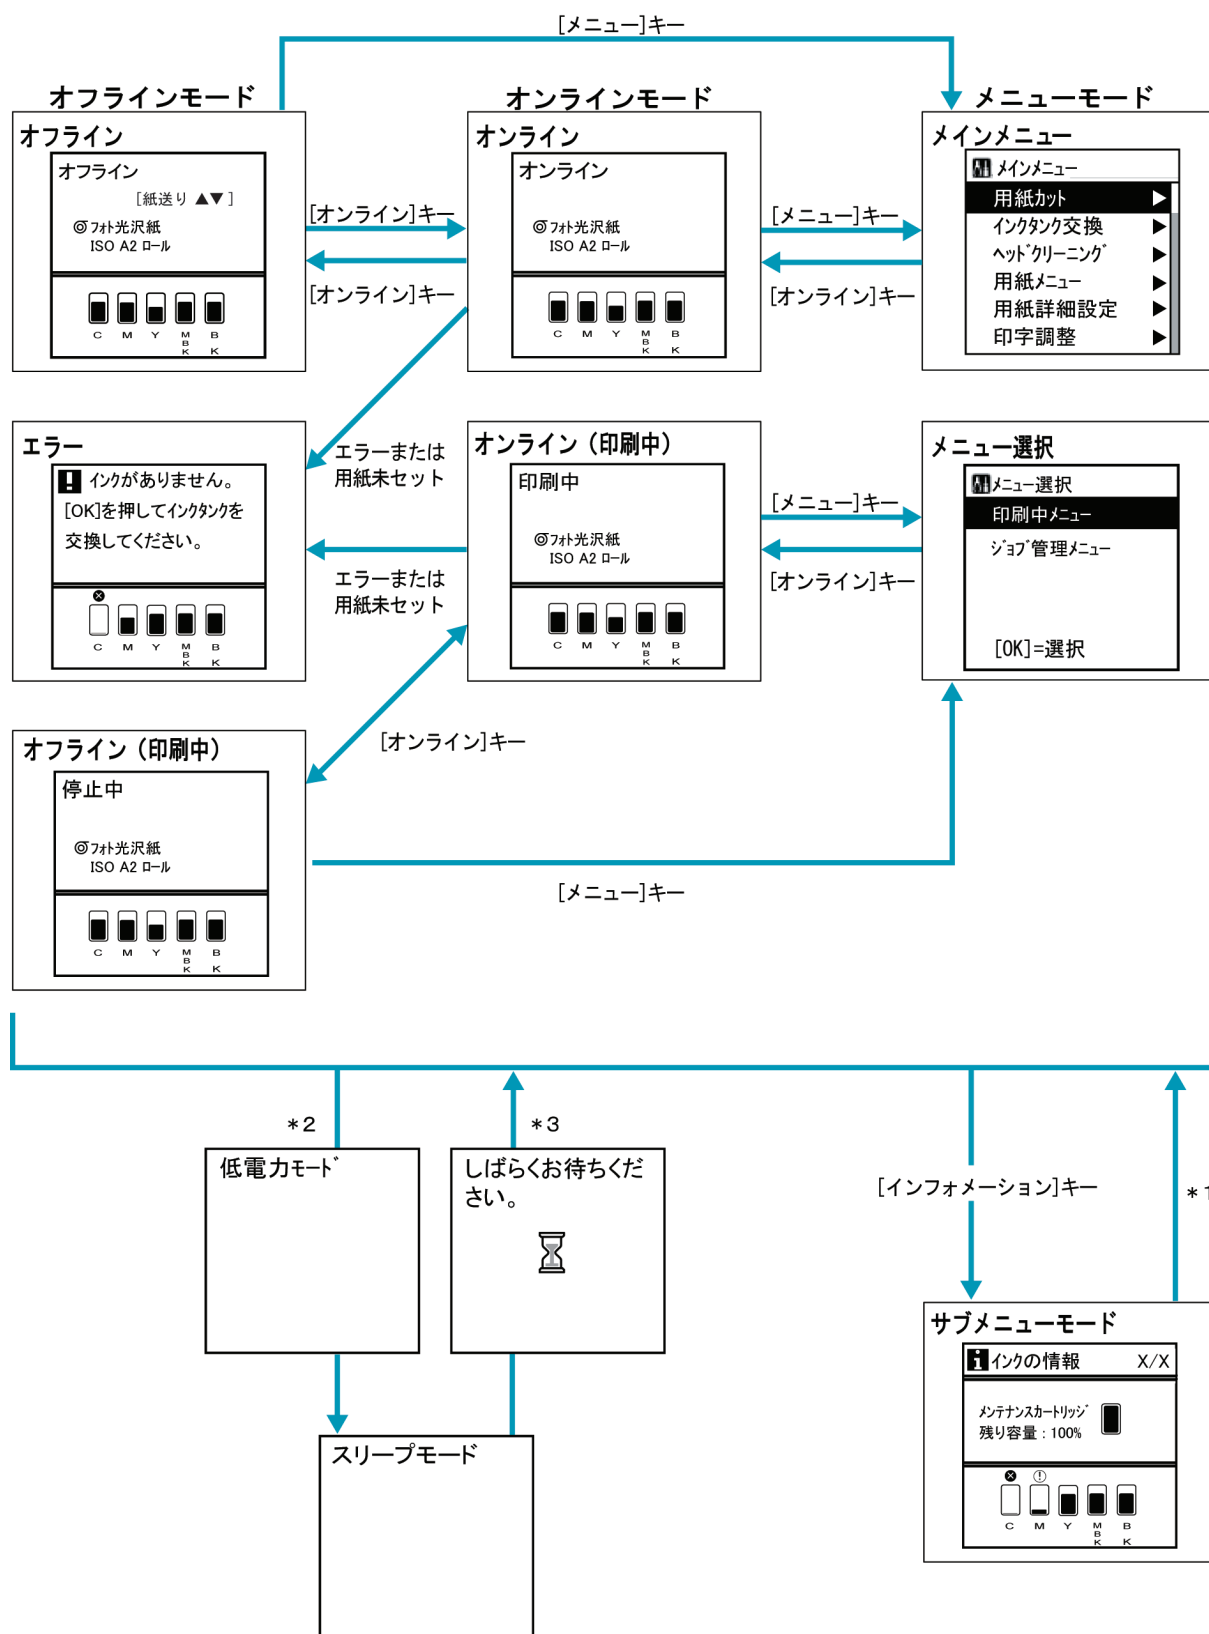 [メニュー]キー
オフラインモード
オンラインモード
メニューモード
オフライン
オフライン
[紙送り ▲▼]
フォト光沢紙
ISO A2 ロール
C M Y MBK BK
[オンライン]キー
[オンライン]キー
オンライン
オンライン
フォト光沢紙
ISO A2 ロール
C M Y MBK BK
[メニュー]キー
[オンライン]キー
メインメニュー
メインメニュー
用紙カット ▶
インクタンク交換 ▶
ヘッドクリーニング ▶
用紙メニュー ▶
用紙詳細設定 ▶
印字調整 ▶
エラー
! インクがありません。
[OK]を押してインクタンクを
交換してください。
C M Y MBK BK
エラーまたは
用紙未セット
エラーまたは
用紙未セット
オンライン（印刷中）
印刷中
フォト光沢紙
ISO A2 ロール
C M Y MBK BK
[メニュー]キー
[オンライン]キー
メニュー選択
メニュー選択
印刷中メニュー
ジョブ管理メニュー
[OK]=選択
オフライン（印刷中）
停止中
フォト光沢紙
ISO A2 ロール
C M Y MBK BK
[オンライン]キー
[メニュー]キー
*2
*3
低電力モード
しばらくお待ちくだ
さい。
[インフォメーション]キー
*1
スリープモード
サブメニューモード
i インクの情報 X/X
メンテナンスカートリッジ
残り容量：100%
C M Y MBK BK